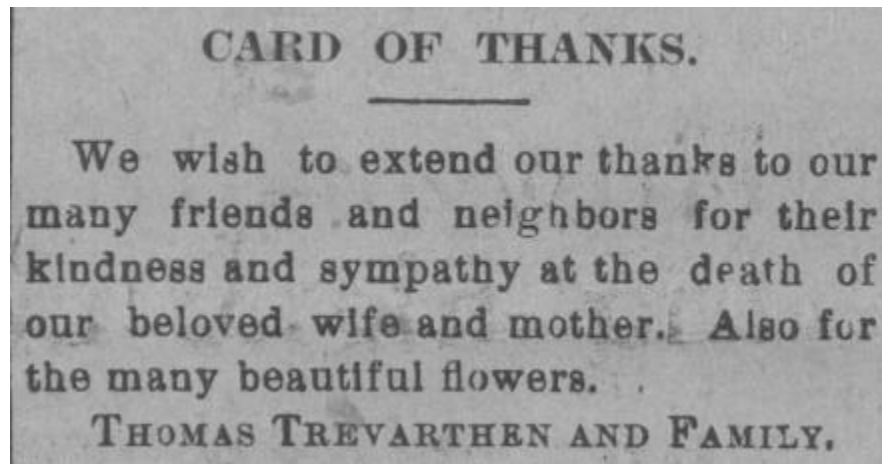 CARD OF THANKS.
We wish to extend our thanks to our
many friends and neighbors for their
kindness and sympathy at the death of
our beloved wife and mother. Also for
the many beautiful flowers.
THOMAS TREVARTHEN AND FAMILY.